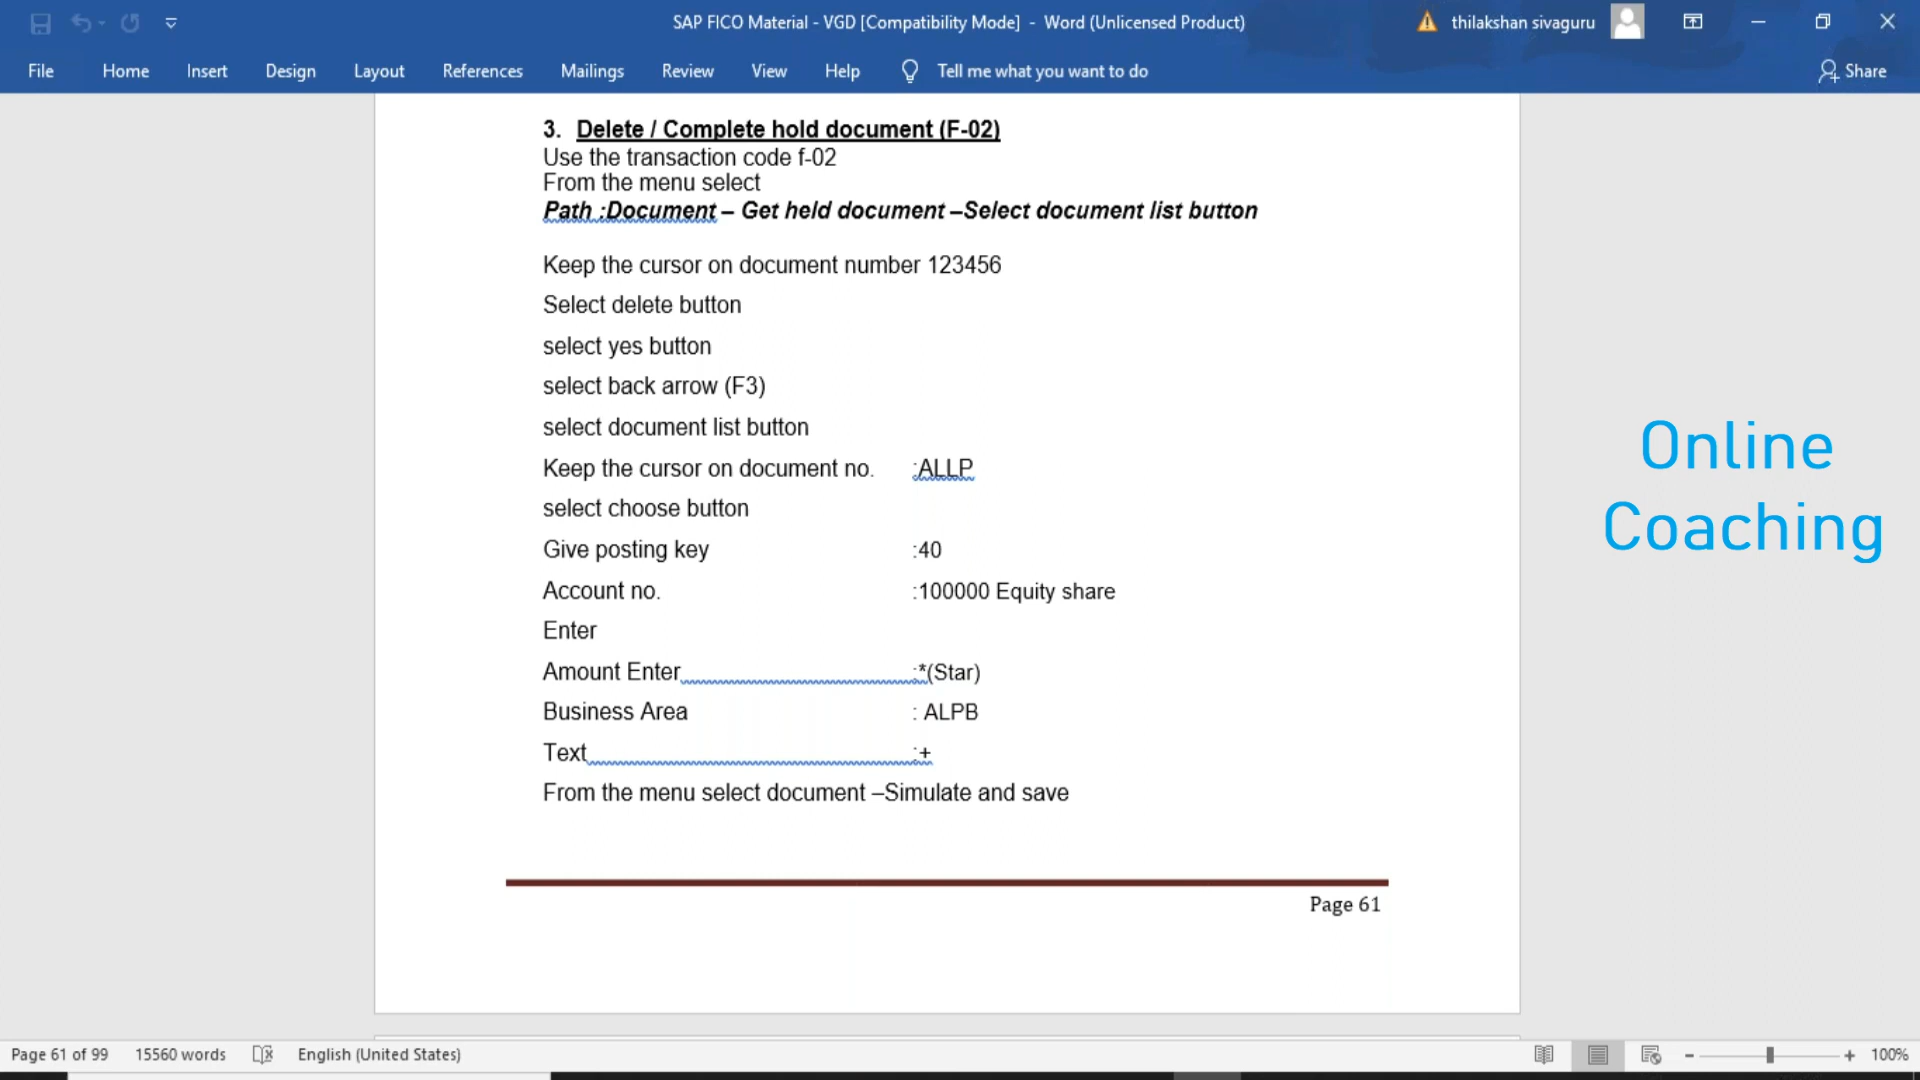 SAP FICO Material - VGD [Compatibility Mode] - Word (Unlicensed Product)
thilakshan sivaguru
File Home Insert Design Layout References Mailings Review View Help Tell me what you want to do Share
3. Delete / Complete hold document (F-02)
Use the transaction code f-02
From the menu select
Path :Document – Get held document –Select document list button
Keep the cursor on document number 123456
Select delete button
select yes button
select back arrow (F3)
select document list button
Keep the cursor on document no. :ALLP
select choose button
Give posting key :40
Account no. :100000 Equity share
Enter
Amount Enter :*(Star)
Business Area : ALPB
Text :+
From the menu select document –Simulate and save
Page 61
Online
Coaching
Page 61 of 99 15560 words English (United States) 100%